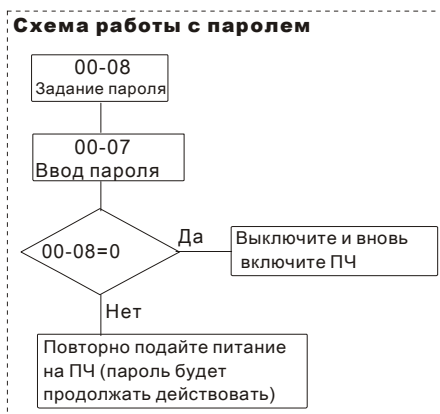 Схема работы с паролем
00-08
Задание пароля
00-07
Ввод пароля
00-08=0
Да
Выключите и вновь
включите ПЧ
Нет
Повторно подайте питание
на ПЧ (пароль будет
продолжать действовать)